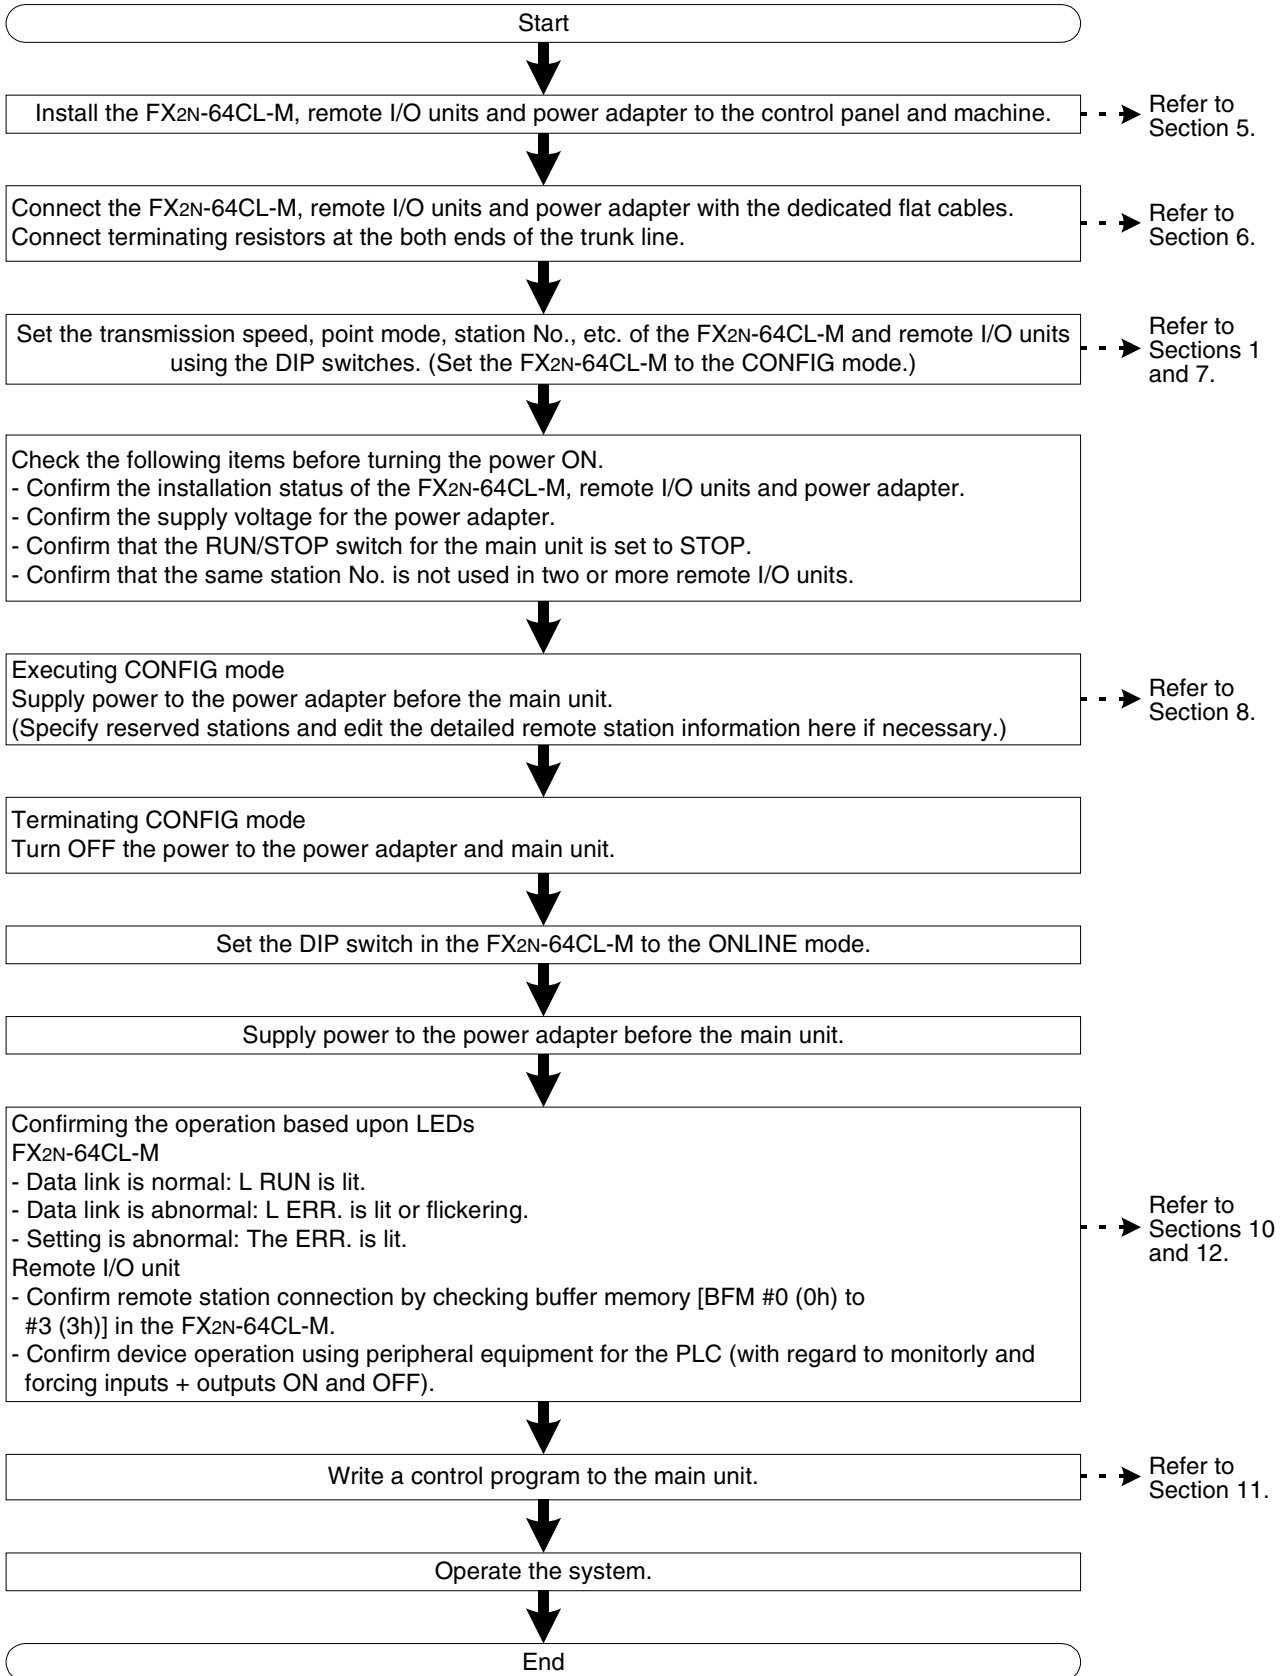 Start
Install the FX2N-64CL-M, remote I/O units and power adapter to the control panel and machine.
Refer to
Section 5.
Connect the FX2N-64CL-M, remote I/O units and power adapter with the dedicated flat cables.
Connect terminating resistors at the both ends of the trunk line.
Refer to
Section 6.
Set the transmission speed, point mode, station No., etc. of the FX2N-64CL-M and remote I/O units
using the DIP switches. (Set the FX2N-64CL-M to the CONFIG mode.)
Refer to
Sections 1
and 7.
Check the following items before turning the power ON.
- Confirm the installation status of the FX2N-64CL-M, remote I/O units and power adapter.
- Confirm the supply voltage for the power adapter.
- Confirm that the RUN/STOP switch for the main unit is set to STOP.
- Confirm that the same station No. is not used in two or more remote I/O units.
Executing CONFIG mode
Supply power to the power adapter before the main unit.
(Specify reserved stations and edit the detailed remote station information here if necessary.)
Refer to
Section 8.
Terminating CONFIG mode
Turn OFF the power to the power adapter and main unit.
Set the DIP switch in the FX2N-64CL-M to the ONLINE mode.
Supply power to the power adapter before the main unit.
Confirming the operation based upon LEDs
FX2N-64CL-M
- Data link is normal: L RUN is lit.
- Data link is abnormal: L ERR. is lit or flickering.
- Setting is abnormal: The ERR. is lit.
Remote I/O unit
- Confirm remote station connection by checking buffer memory [BFM #0 (0h) to
#3 (3h)] in the FX2N-64CL-M.
- Confirm device operation using peripheral equipment for the PLC (with regard to monitorly and
forcing inputs + outputs ON and OFF).
Refer to
Sections 10
and 12.
Write a control program to the main unit.
Refer to
Section 11.
Operate the system.
End